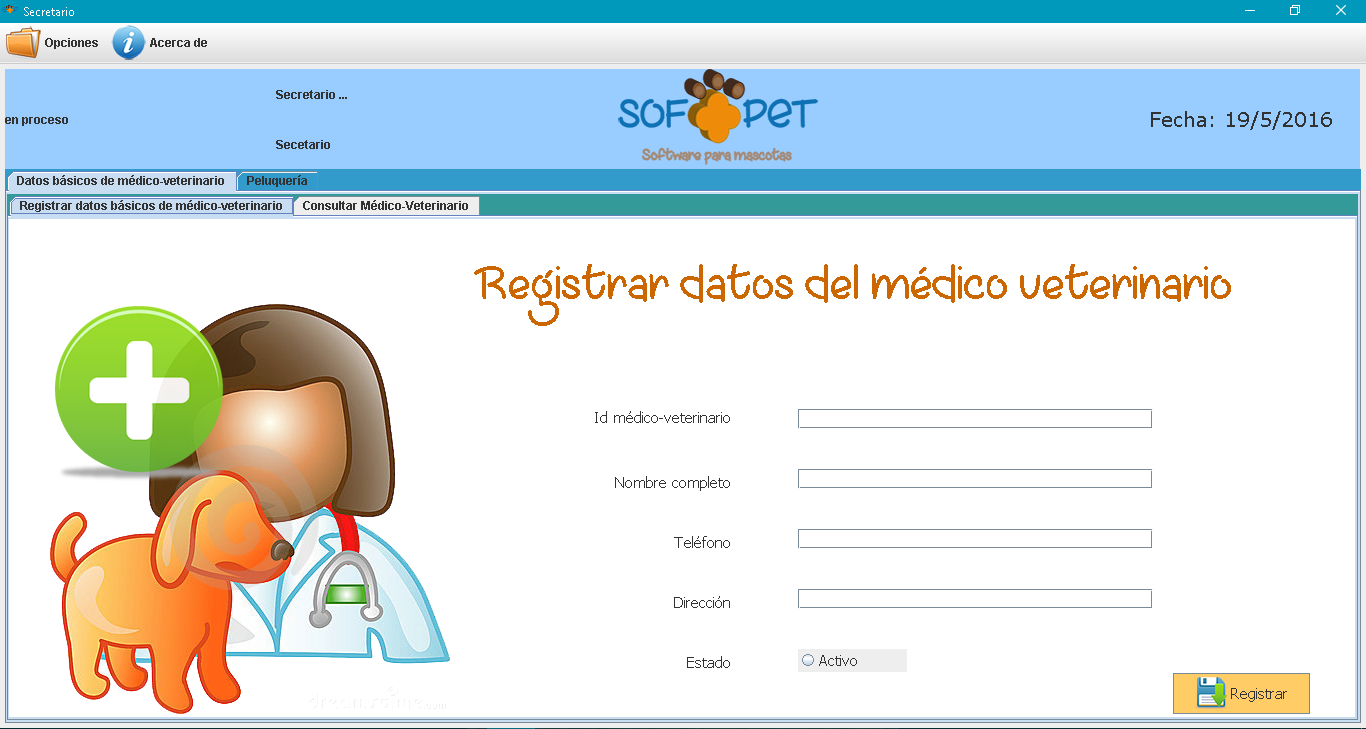 Secretario
Opciones
Acerca de
Secretario ...
en proceso
Secetario
SOF PET
Software para mascotas
Fecha: 19/5/2016
Datos básicos de médico-veterinario
Peluquería
Registrar datos básicos de médico-veterinario
Consultar Médico-Veterinario
Registrar datos del médico veterinario
Id médico-veterinario
Nombre completo
Teléfono
Dirección
Estado
Activo
Registrar